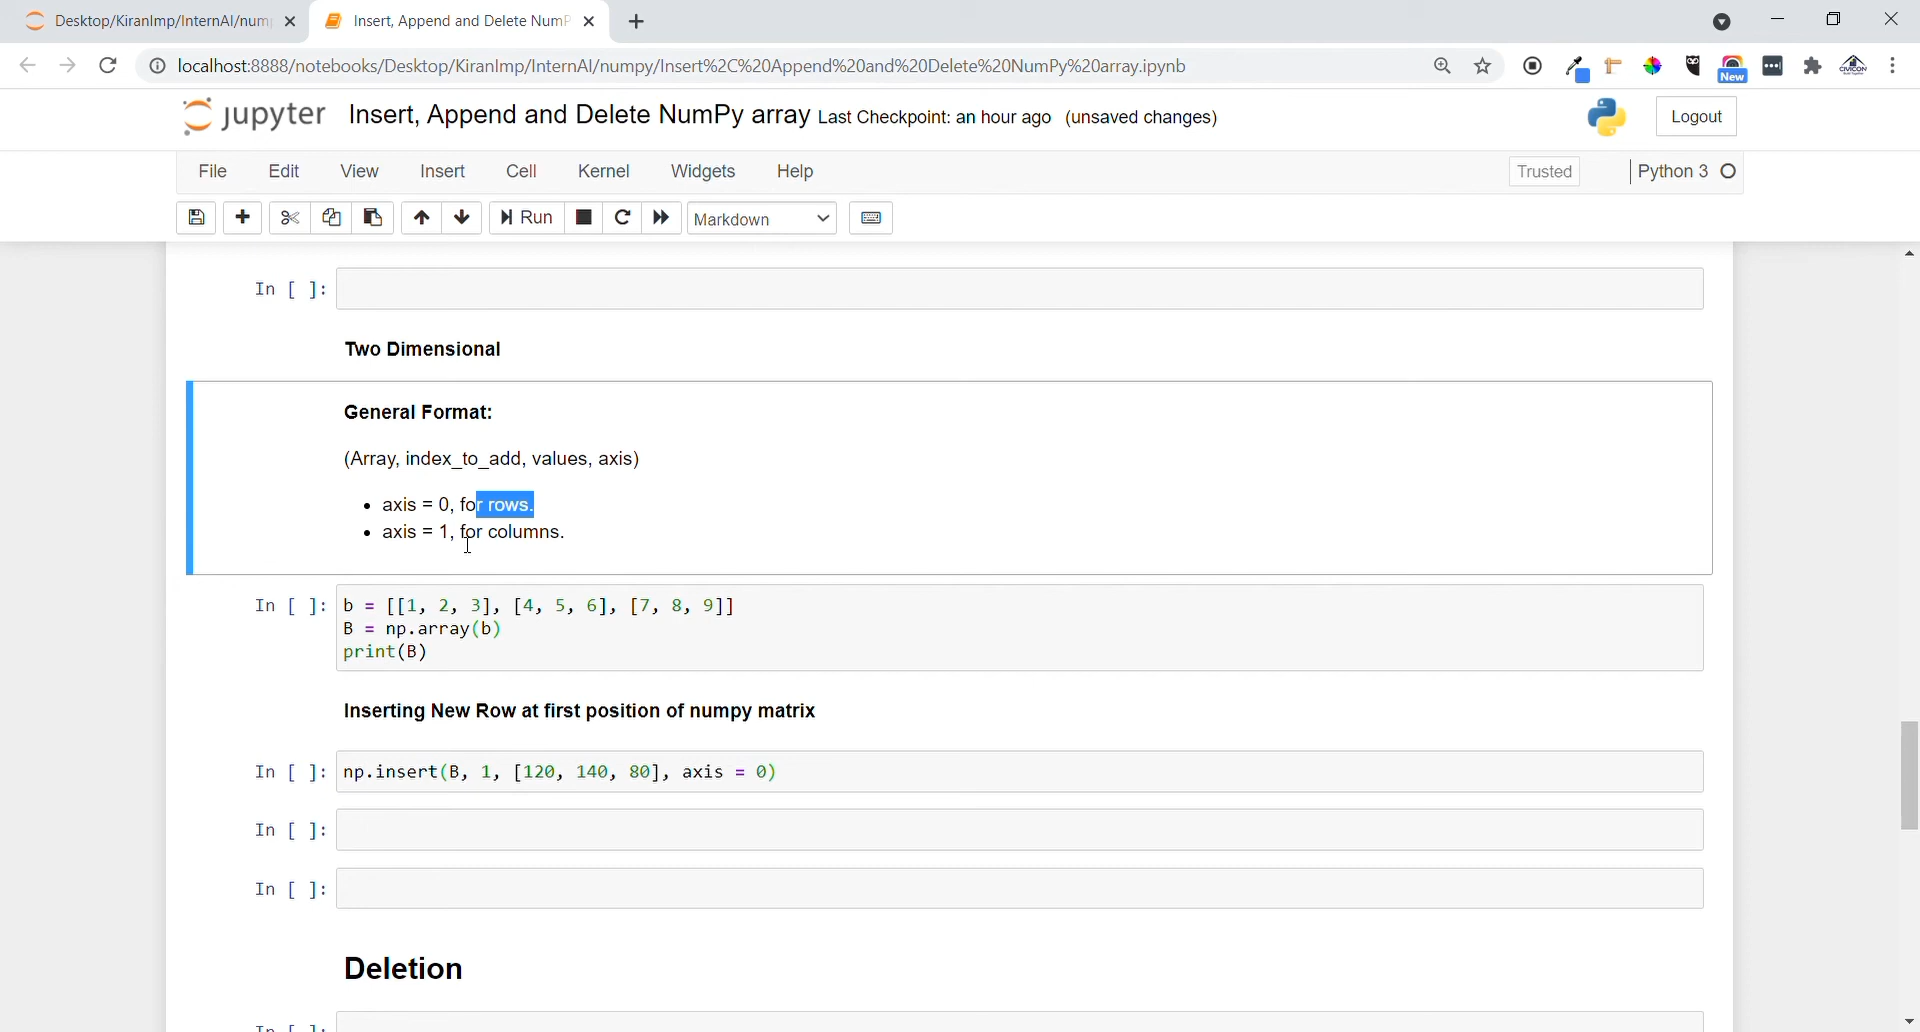 Desktop/KiranImp/InternAI/num
Insert, Append and Delete NumP
localhost:8888/notebooks/Desktop/KiranImp/InternAI/numpy/Insert%2C%20Append%20and%20Delete%20NumPy%20array.ipynb
New
CIVICON
jupyter Insert, Append and Delete NumPy array Last Checkpoint: an hour ago (unsaved changes)
Logout
File Edit View Insert Cell Kernel Widgets Help
Trusted Python 3
Run Markdown
In [ ]:
Two Dimensional
General Format:
(Array, index_to_add, values, axis)
• axis = 0, for rows.
• axis = 1, for columns.
In [ ]: b = [[1, 2, 3], [4, 5, 6], [7, 8, 9]]
B = np.array(b)
print(B)
Inserting New Row at first position of numpy matrix
In [ ]: np.insert(B, 1, [120, 140, 80], axis = 0)
In [ ]:
In [ ]:
Deletion
In [ ]: